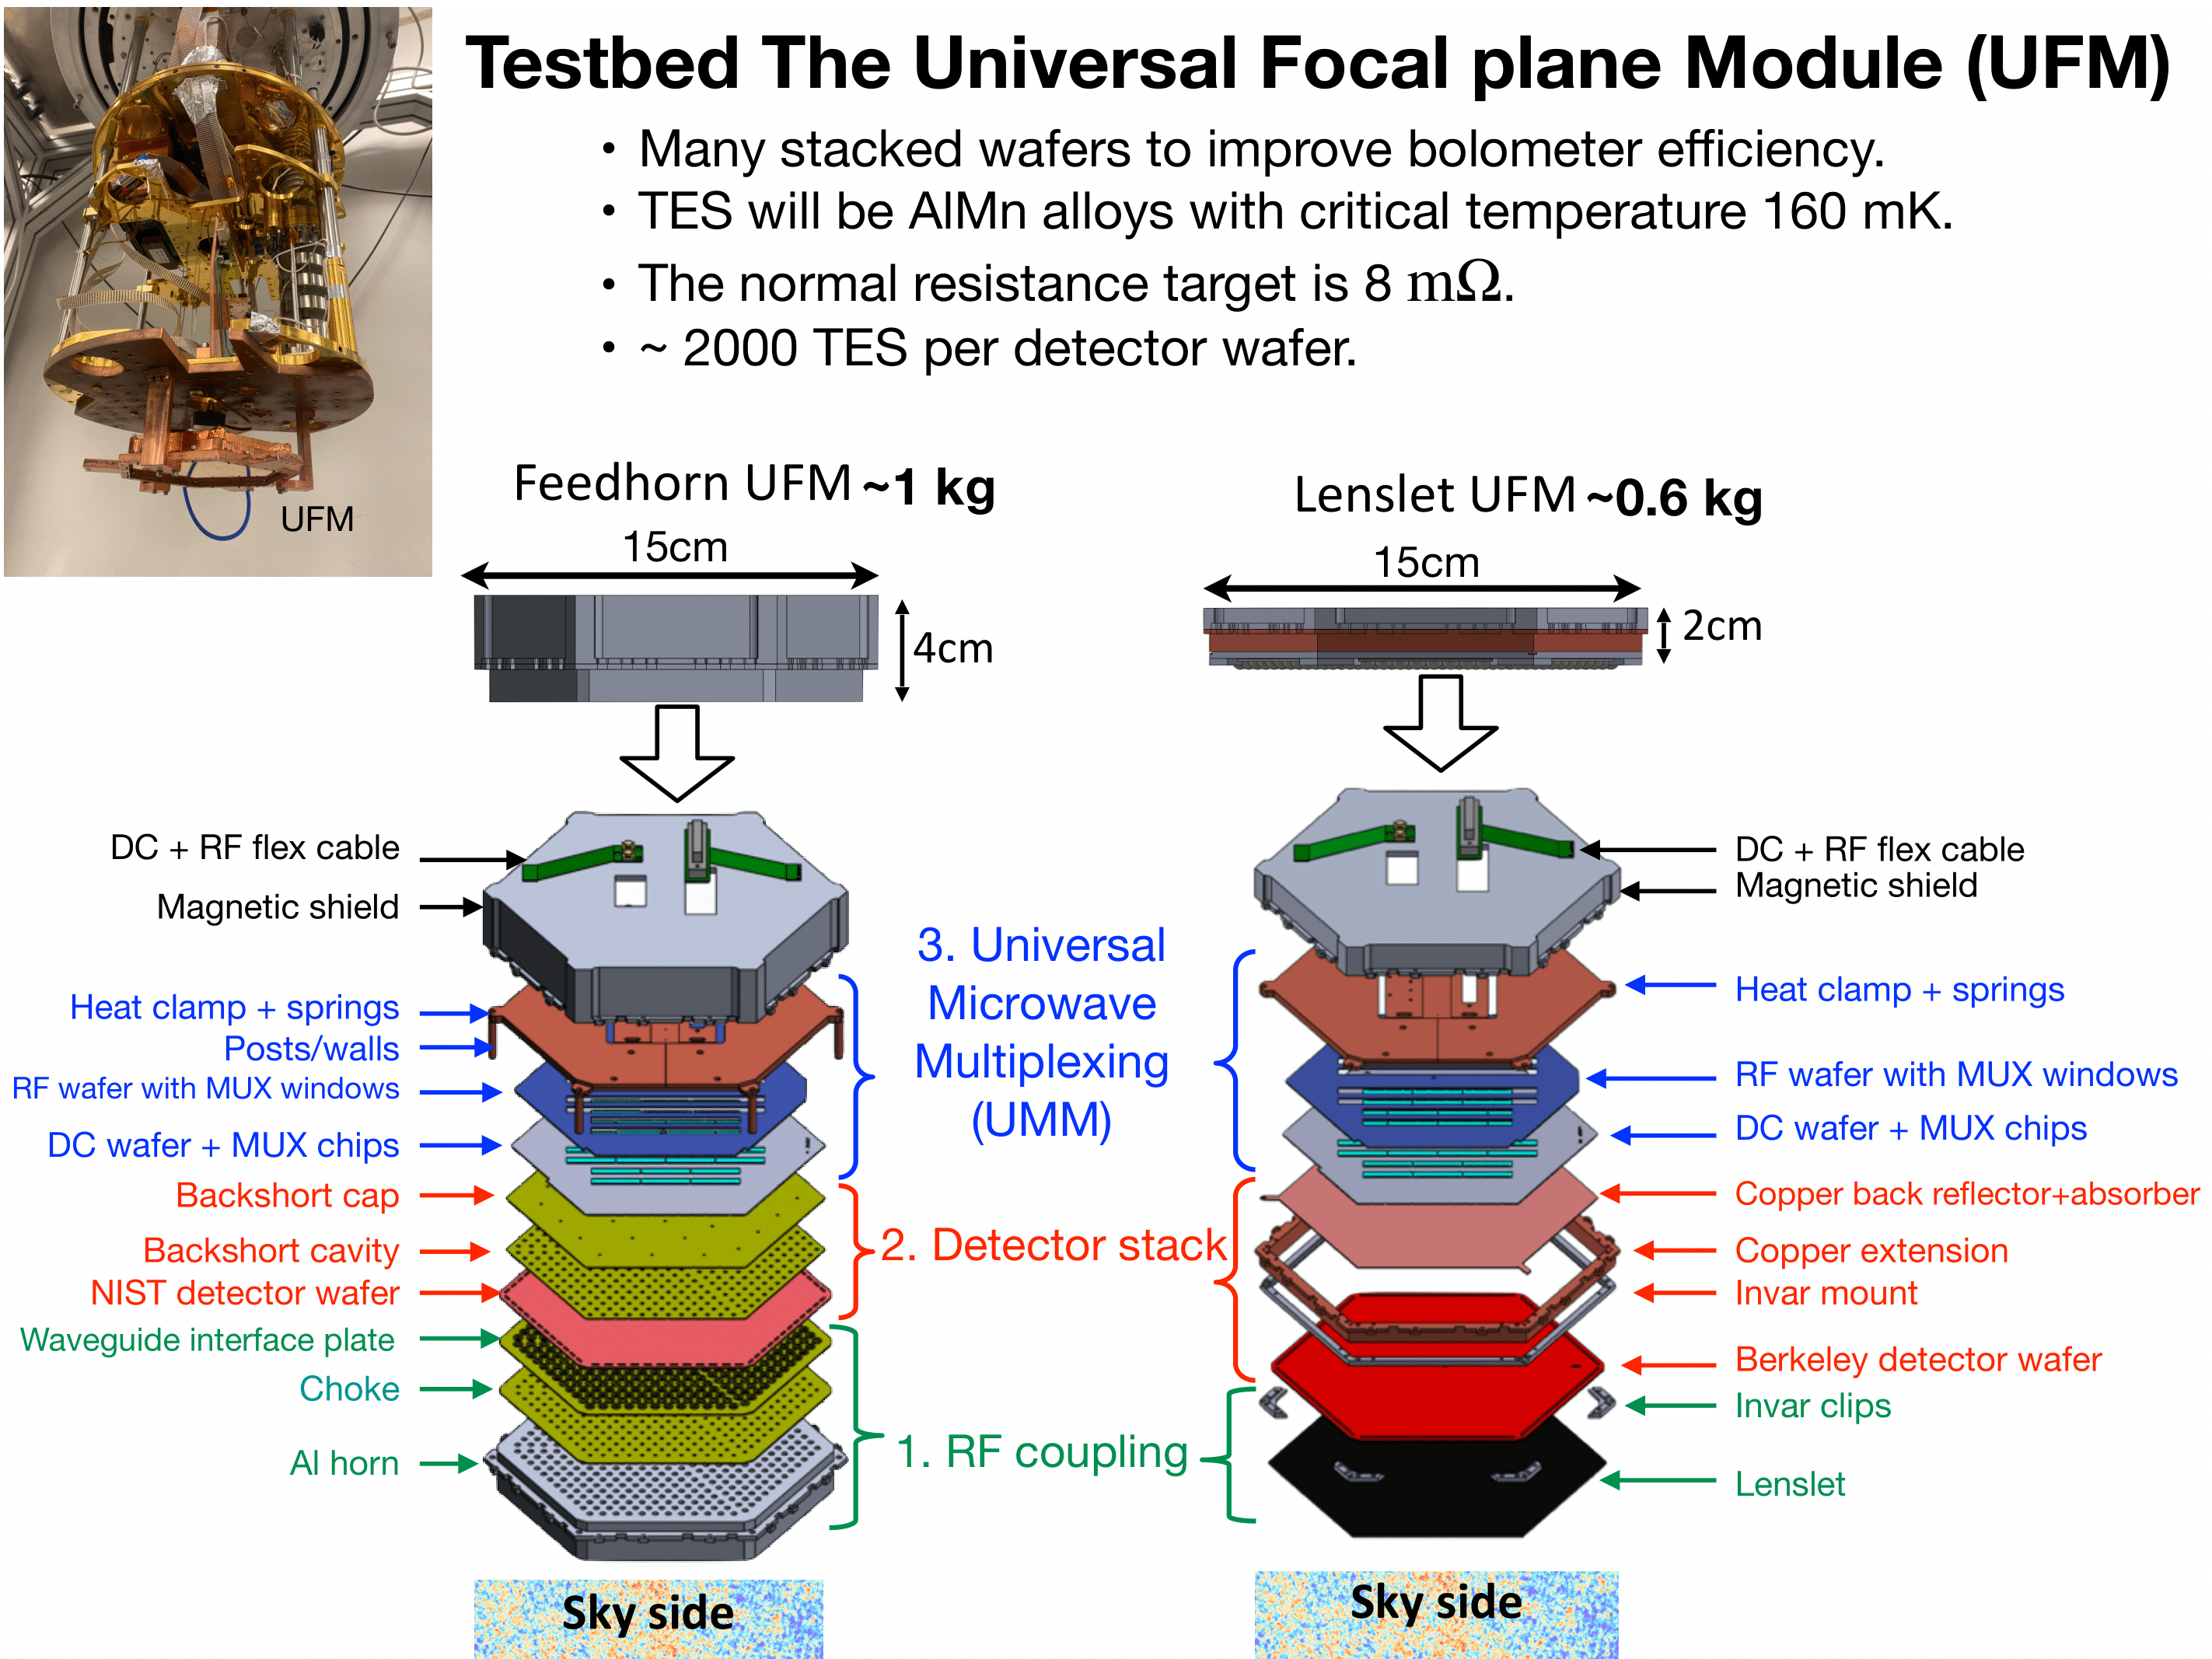 Testbed The Universal Focal plane Module (UFM)
• Many stacked wafers to improve bolometer efficiency.
• TES will be AlMn alloys with critical temperature 160 mK.
• The normal resistance target is 8 mΩ.
• ~ 2000 TES per detector wafer.
UFM
Feedhorn UFM ~1 kg
15cm
4cm
Lenslet UFM ~0.6 kg
15cm
2cm
DC + RF flex cable
Magnetic shield
Heat clamp + springs
Posts/walls
RF wafer with MUX windows
DC wafer + MUX chips
Backshort cap
Backshort cavity
NIST detector wafer
Waveguide interface plate
Choke
Al horn
3. Universal
Microwave
Multiplexing
(UMM)
2. Detector stack
1. RF coupling
DC + RF flex cable
Magnetic shield
Heat clamp + springs
RF wafer with MUX windows
DC wafer + MUX chips
Copper back reflector+absorber
Copper extension
Invar mount
Berkeley detector wafer
Invar clips
Lenslet
Sky side
Sky side